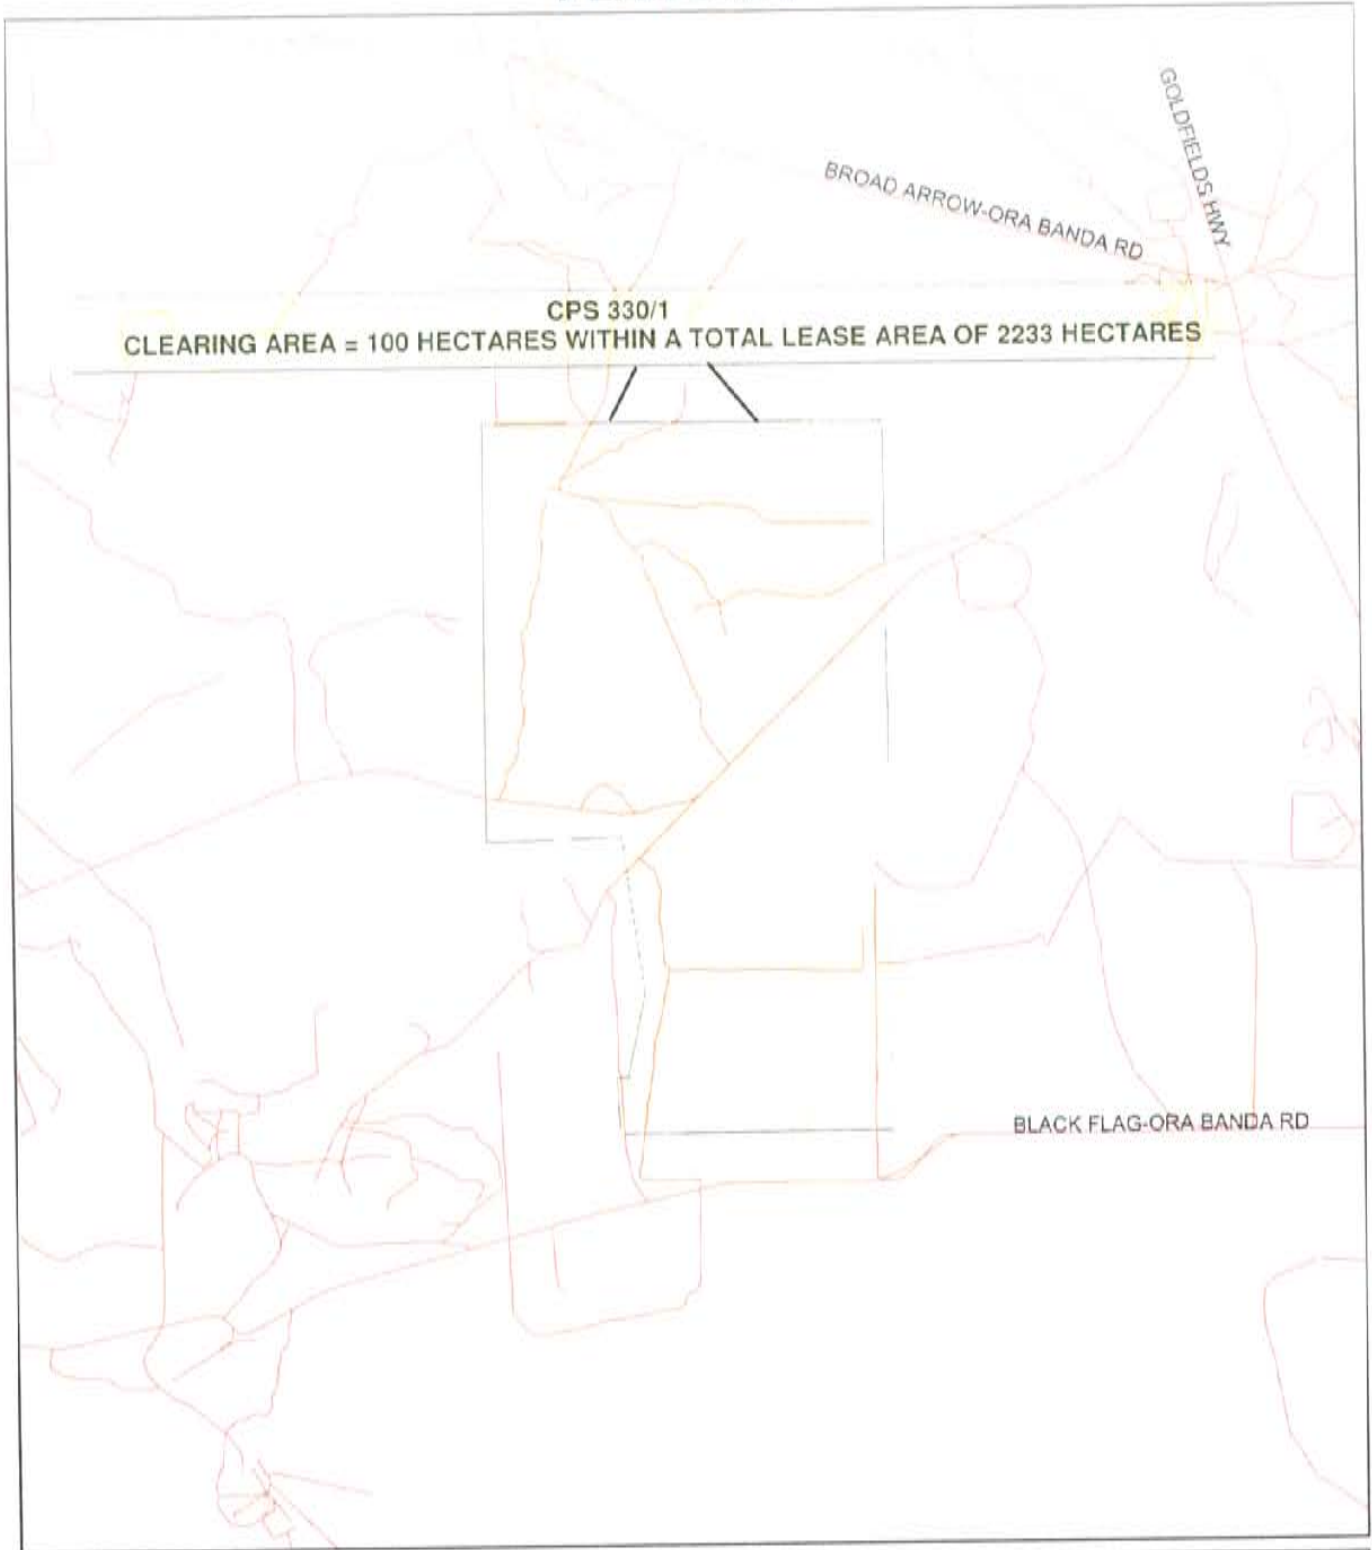 GOLDFIELDS HWY
BROAD ARROW-ORA BANDA RD
CPS 330/1
CLEARING AREA = 100 HECTARES WITHIN A TOTAL LEASE AREA OF 2233 HECTARES
BLACK FLAG-ORA BANDA RD